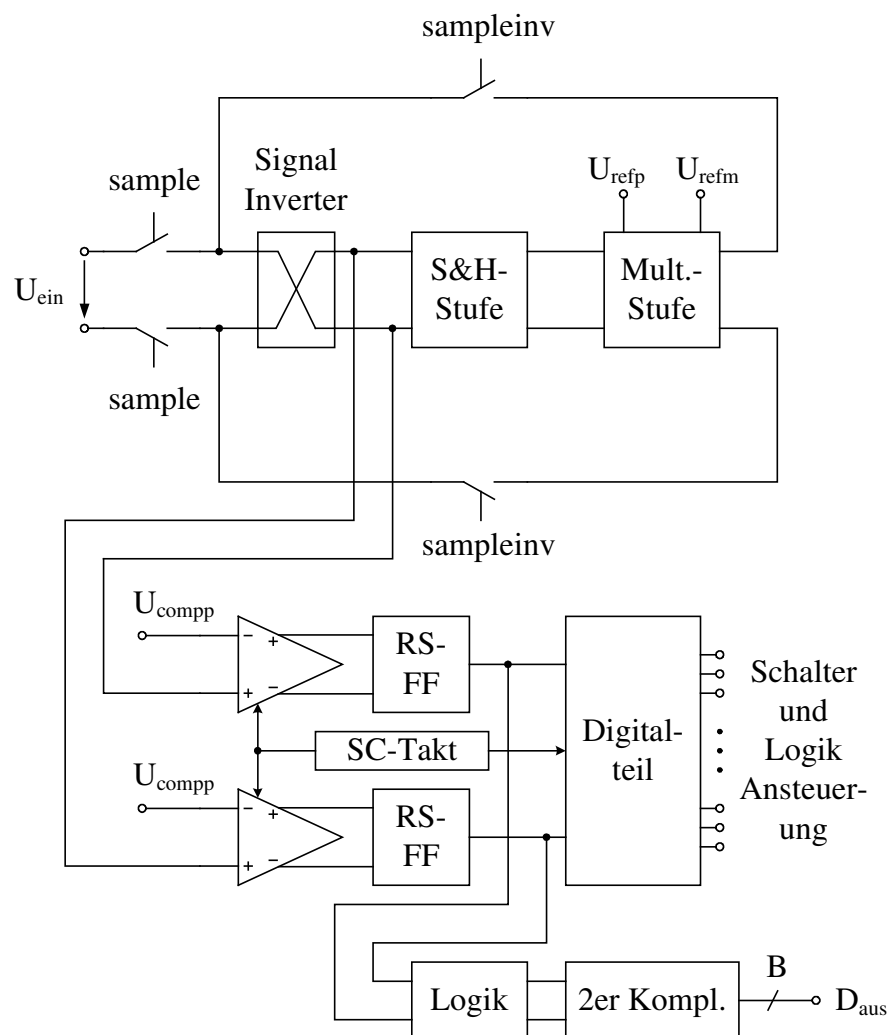 sampleinv
Signal
Inverter
sample
U_refp
U_refm
U_ein
S&H-
Stufe
Mult.-
Stufe
sample
sampleinv
U_compp
- +
+ -
RS-
FF
SC-Takt
Digital-
teil
Schalter
und
Logik
Ansteuer-
ung
U_compp
- +
+ -
RS-
FF
Logik
2er Kompl.
B
D_aus